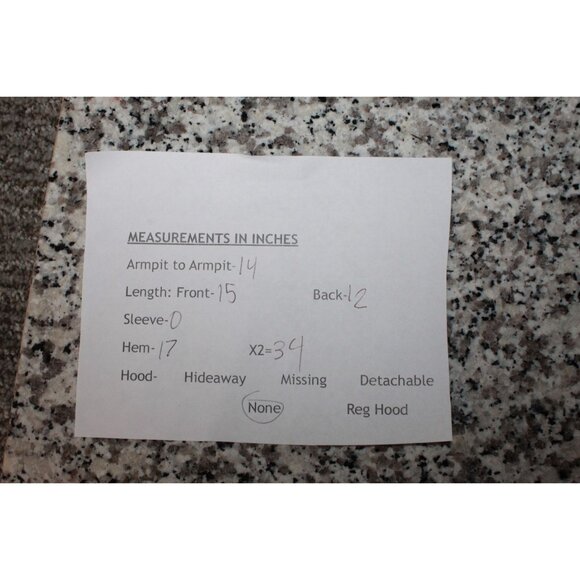 MEASUREMENTS IN INCHES
Armpit to Armpit-14
Length: Front-15 Back-12
Sleeve-0
Hem-17 X2=34
Hood- Hideaway Missing Detachable
None Reg Hood